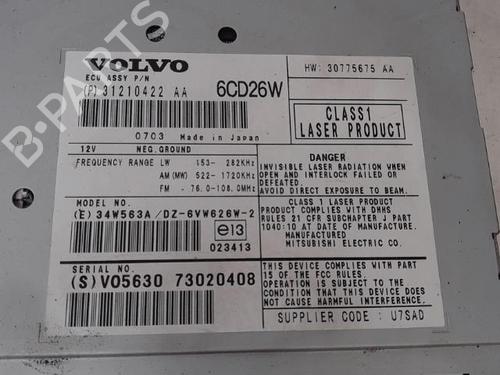 VOLVO
ECU ASSY P/N
(P) 31210422 AA
6CD26W
HW: 30775675 AA
CLASS1
LASER PRODUCT
0703 Made in Japan
12V NEG.GROUND
FREQUENCY RANGE LW 153- 282KHz
AM(MW) 522- 1720KHz
FM - 76.0-108.0MHz
DANGER
INVISIBLE LASER RADIATION WHEN
OPEN AND INTERLOCK FAILED OR
DEFEATED.
AVOID DIRECT EXPOSURE TO BEAM.
MODEL NO.
(E) 34W563A /DZ-6VW626W-2
e13
023413
CLASS 1 LASER PRODUCT
PRODUCT COMPLIES WITH DHHS
RULES 21 CFR SUBCHAPTER J PART
1040:10 AT DATE OF MANUFACTURE.
MANUFACTURED
MITSUBISHI ELECTRIC CO.
SERIAL NO.
(S) VO5630 73020408
THIS DEVICE COMPLIES WITH PART
15 OF THE FCC RULES.
OPERATION IS SUBJECT TO THE
CONDITION THAT THIS DEVICE DOES
NOT CAUSE HARMFUL INTERFERENCE.
SUPPLIER CODE : U7SAD
B-PARTS